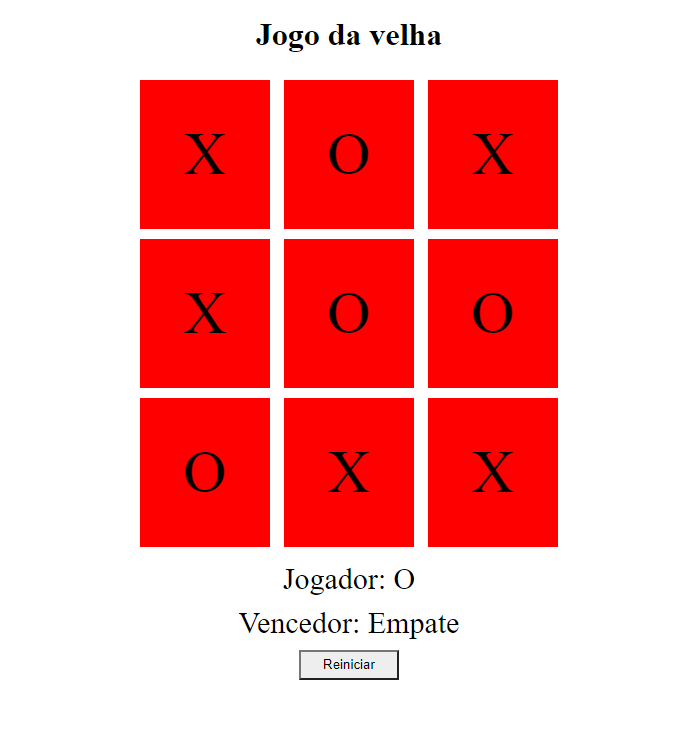 Jogo da velha
X O X
X O O
O X X
Jogador: O
Vencedor: Empate
Reiniciar